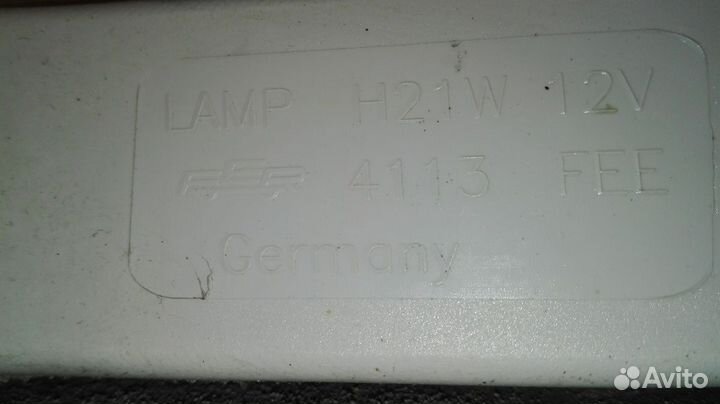 LAMP H21W 12V
4113 FEE
Germany
Avito